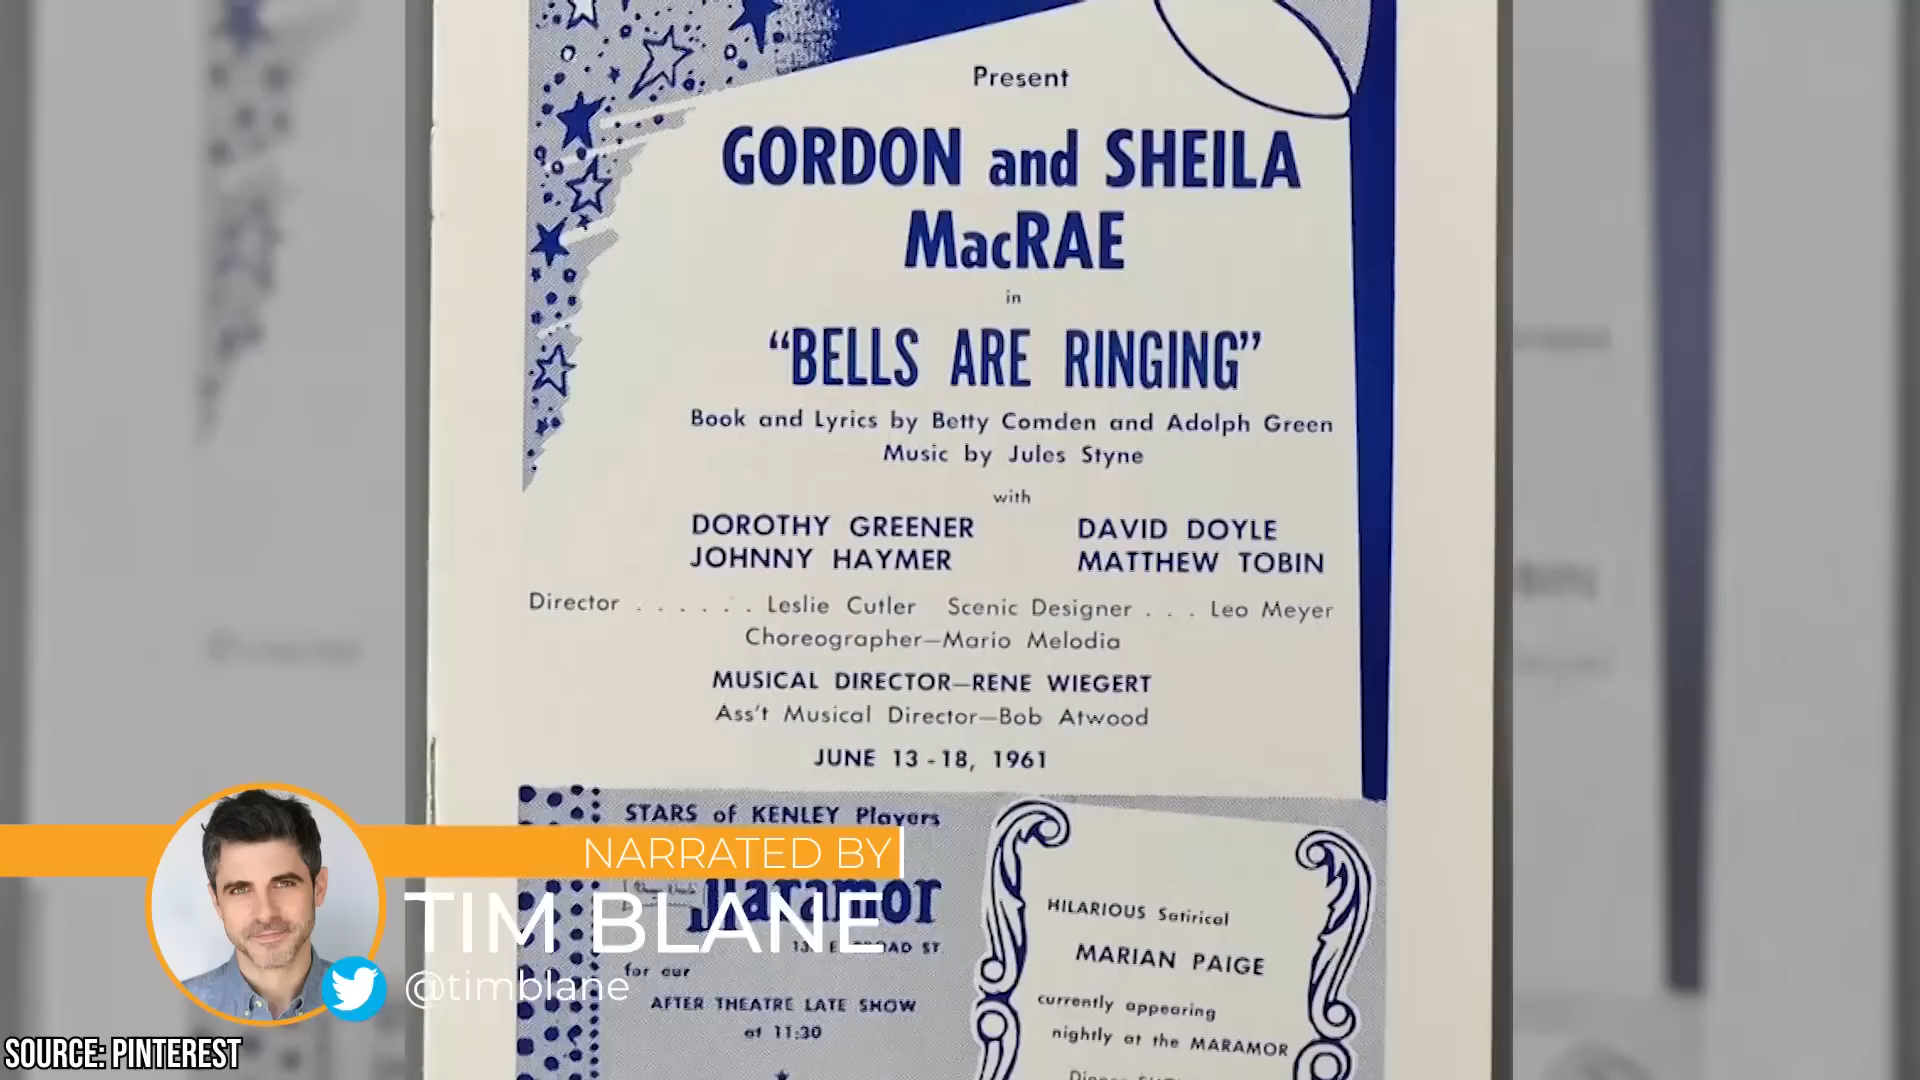 Present
GORDON and SHEILA
MacRAE
in
“BELLS ARE RINGING”
Book and Lyrics by Betty Comden and Adolph Green
Music by Jules Styne
with
DOROTHY GREENER DAVID DOYLE
JOHNNY HAYMER MATTHEW TOBIN
Director . . . . . . Leslie Cutler Scenic Designer . . . Leo Meyer
Choreographer—Mario Melodia
MUSICAL DIRECTOR—RENE WIEGERT
Ass't Musical Director—Bob Atwood
JUNE 13 - 18, 1961
STARS of KENLEY Players
Maramor
BROAD ST.
for our
AFTER THEATRE LATE SHOW
at 11:30
HILARIOUS Satirical
MARIAN PAIGE
currently appearing
nightly at the MARAMOR
NARRATED BY
TIM BLANE
@timblane
SOURCE: PINTEREST